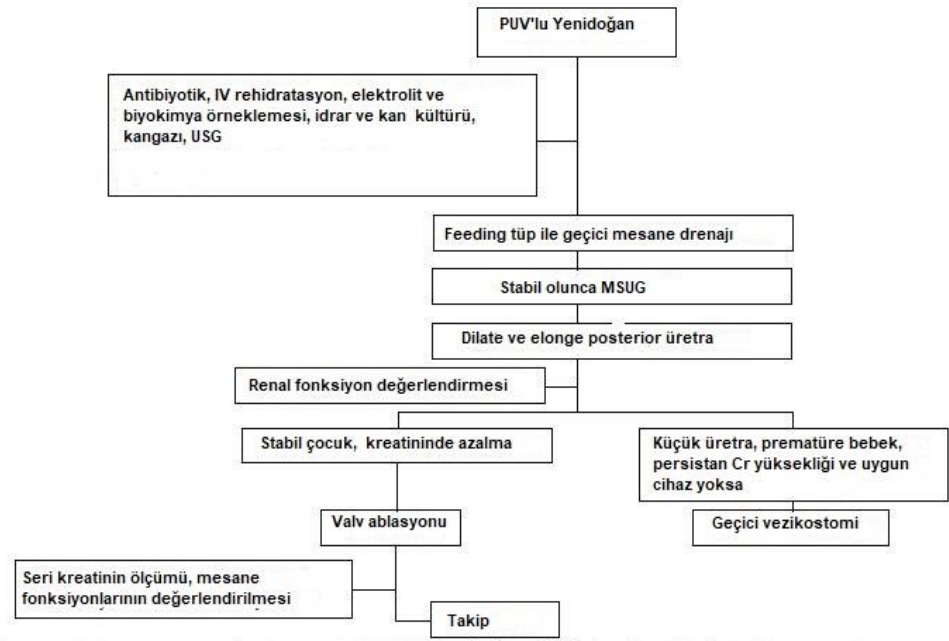 PUV'lu Yenidoğan
Antibiyotik, IV rehidratasyon, elektrolit ve
biyokimya örneklemesi, idrar ve kan kültürü,
kangazı, USG
Feeding tüp ile geçici mesane drenajı
Stabil olunca MSUG
Dilate ve elonge posterior üretra
Renal fonksiyon değerlendirmesi
Stabil çocuk, kreatininde azalma
Küçük üretra, prematüre bebek,
persistan Cr yüksekliği ve uygun
cihaz yoksa
Valv ablasyonu
Geçici vezikostomi
Seri kreatinin ölçümü, mesane
fonksiyonlarının değerlendirilmesi
Takip